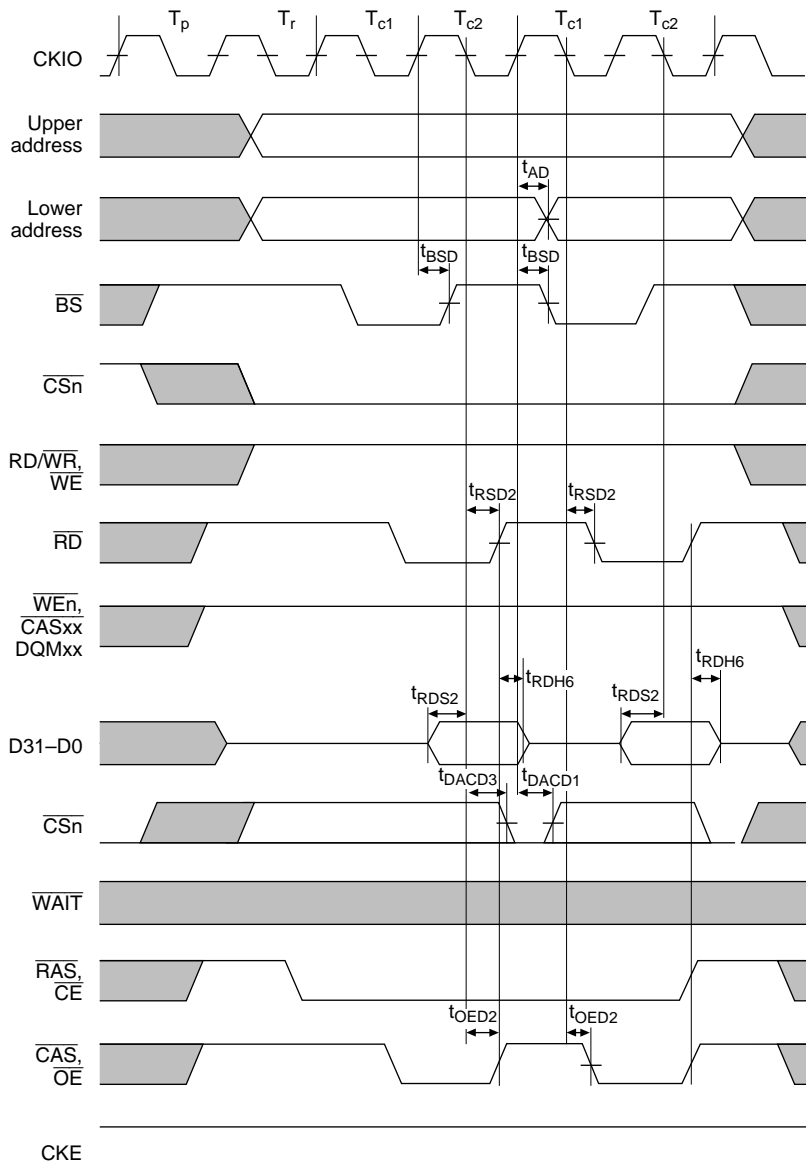 Tp Tr Tc1 Tc2 Tc1 Tc2
CKIO
Upper
address
tAD
Lower
address
tBSD tBSD
BS
CSn
RD/WR,
WE
tRSD2 tRSD2
RD
WEn,
CASxx
DQMxx
tRDH6 tRDH6
tRDS2 tRDS2
D31–D0
tDACD3 tDACD1
CSn
WAIT
RAS,
CE
tOED2 tOED2
CAS,
OE
CKE